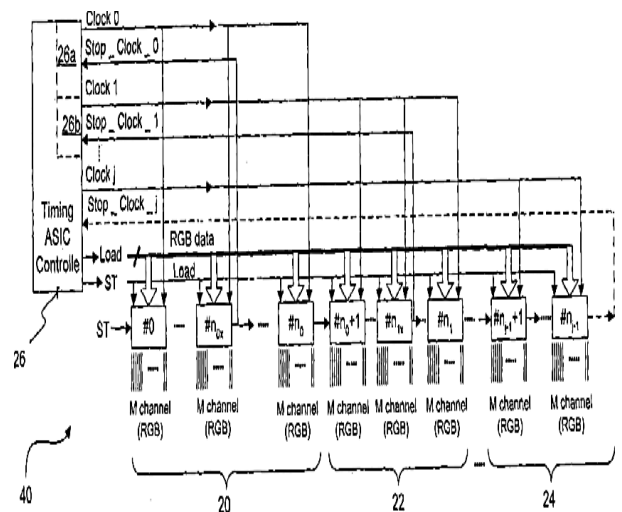 Clock 0
26a
Stop_Clock_0
Clock 1
26b
Stop_Clock_1
Clock j
Stop_Clock_j
Timing
ASIC
Controlle
RGB data
Load
Load
ST
ST
#0
#n0x
#n0
#n0+1
#n1x
#n1
#nj-1+1
#nj-1
26
M channel M channel M channel M channel M channel M channel M channel M channel
(RGB) (RGB) (RGB) (RGB) (RGB) (RGB) (RGB) (RGB)
40
20
22
24